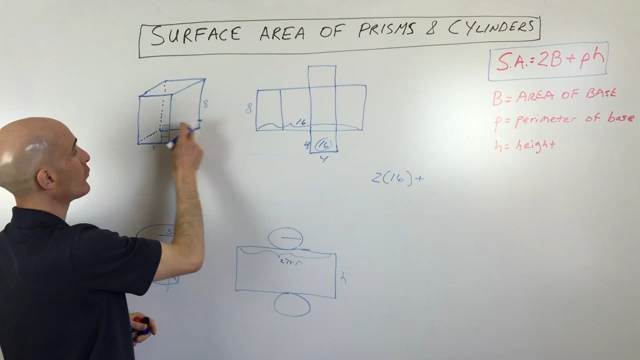 SURFACE AREA OF PRISMS & CYLINDERS
S.A. = 2B + ph
B = AREA OF BASE
p = perimeter of base
h = height
8
8
16
4
(16)
4
2(16) +
2πr
h